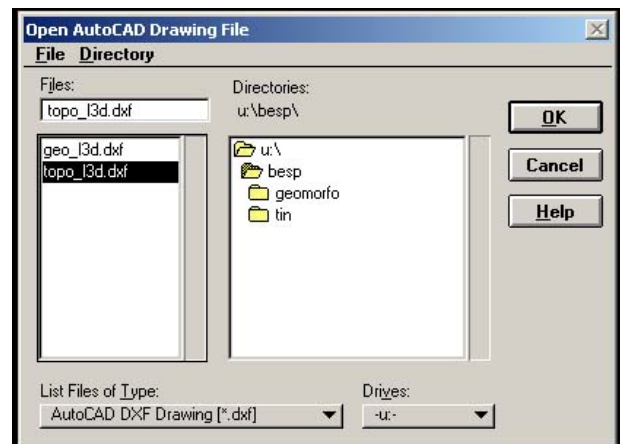 Open AutoCAD Drawing File
File Directory
Files:
topo_l3d.dxf
geo_l3d.dxf
topo_l3d.dxf
Directories:
u:\besp\
u:\
besp
geomorfo
tin
OK
Cancel
Help
List Files of Type:
AutoCAD DXF Drawing [*.dxf]
Drives:
-u:-